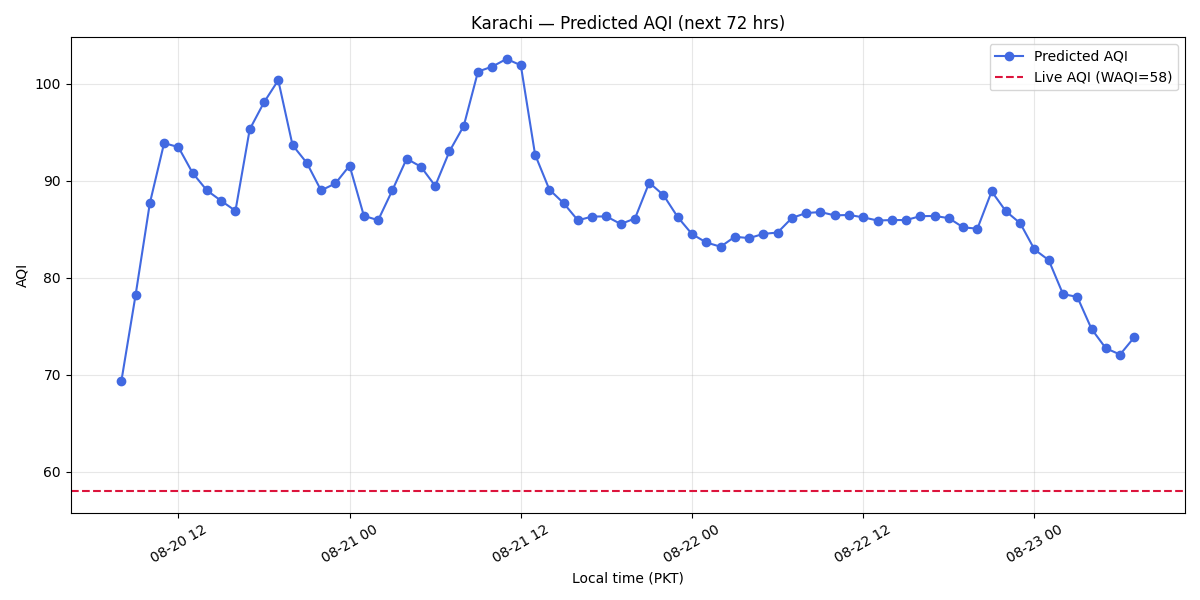 Karachi — Predicted AQI (next 72 hrs)
Predicted AQI
Live AQI (WAQI=58)
AQI
100
90
80
70
60
08-20 12
08-21 00
08-21 12
08-22 00
08-22 12
08-23 00
Local time (PKT)